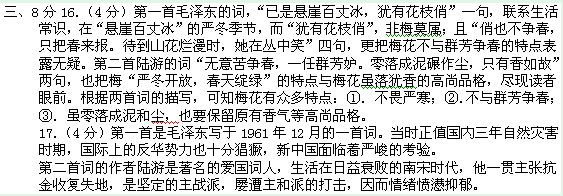 三、8分 16.（4分）第一首毛泽东的词，“已是悬崖百丈冰，犹有花枝俏”一句，联系生活
常识，在“悬崖百丈冰”的严冬季节，而“犹有花枝俏”，非梅莫属，且“俏也不争春，
只把春来报。待到山花烂漫时，她在丛中笑”四句，更把梅花不与群芳争春的特点表
露无疑。第二首陆游的词“无意苦争春，一任群芳妒。零落成泥碾作尘，只有香如故”
两句，也把梅“严冬开放，春天绽绿”的特点与梅花虽落犹香的高尚品格，尽现读者
眼前。根据两首词的描写，可知梅花有众多特点：①．不畏严寒；②.不与群芳争春；
③．虽零落成泥和尘，也要保留原有香气等高尚品格。
17.（4分）第一首是毛泽东写于 1961 年 12 月的一首词。当时正值国内三年自然灾害
时期，国际上的反华势力也十分猖獗，新中国面临着严峻的考验。
第二首词的作者陆游是著名的爱国词人，生活在日益衰败的南宋时代，他一贯主张抗
金收复失地，是坚定的主战派，屡遭主和派的打击，因而情绪愤懑抑郁。